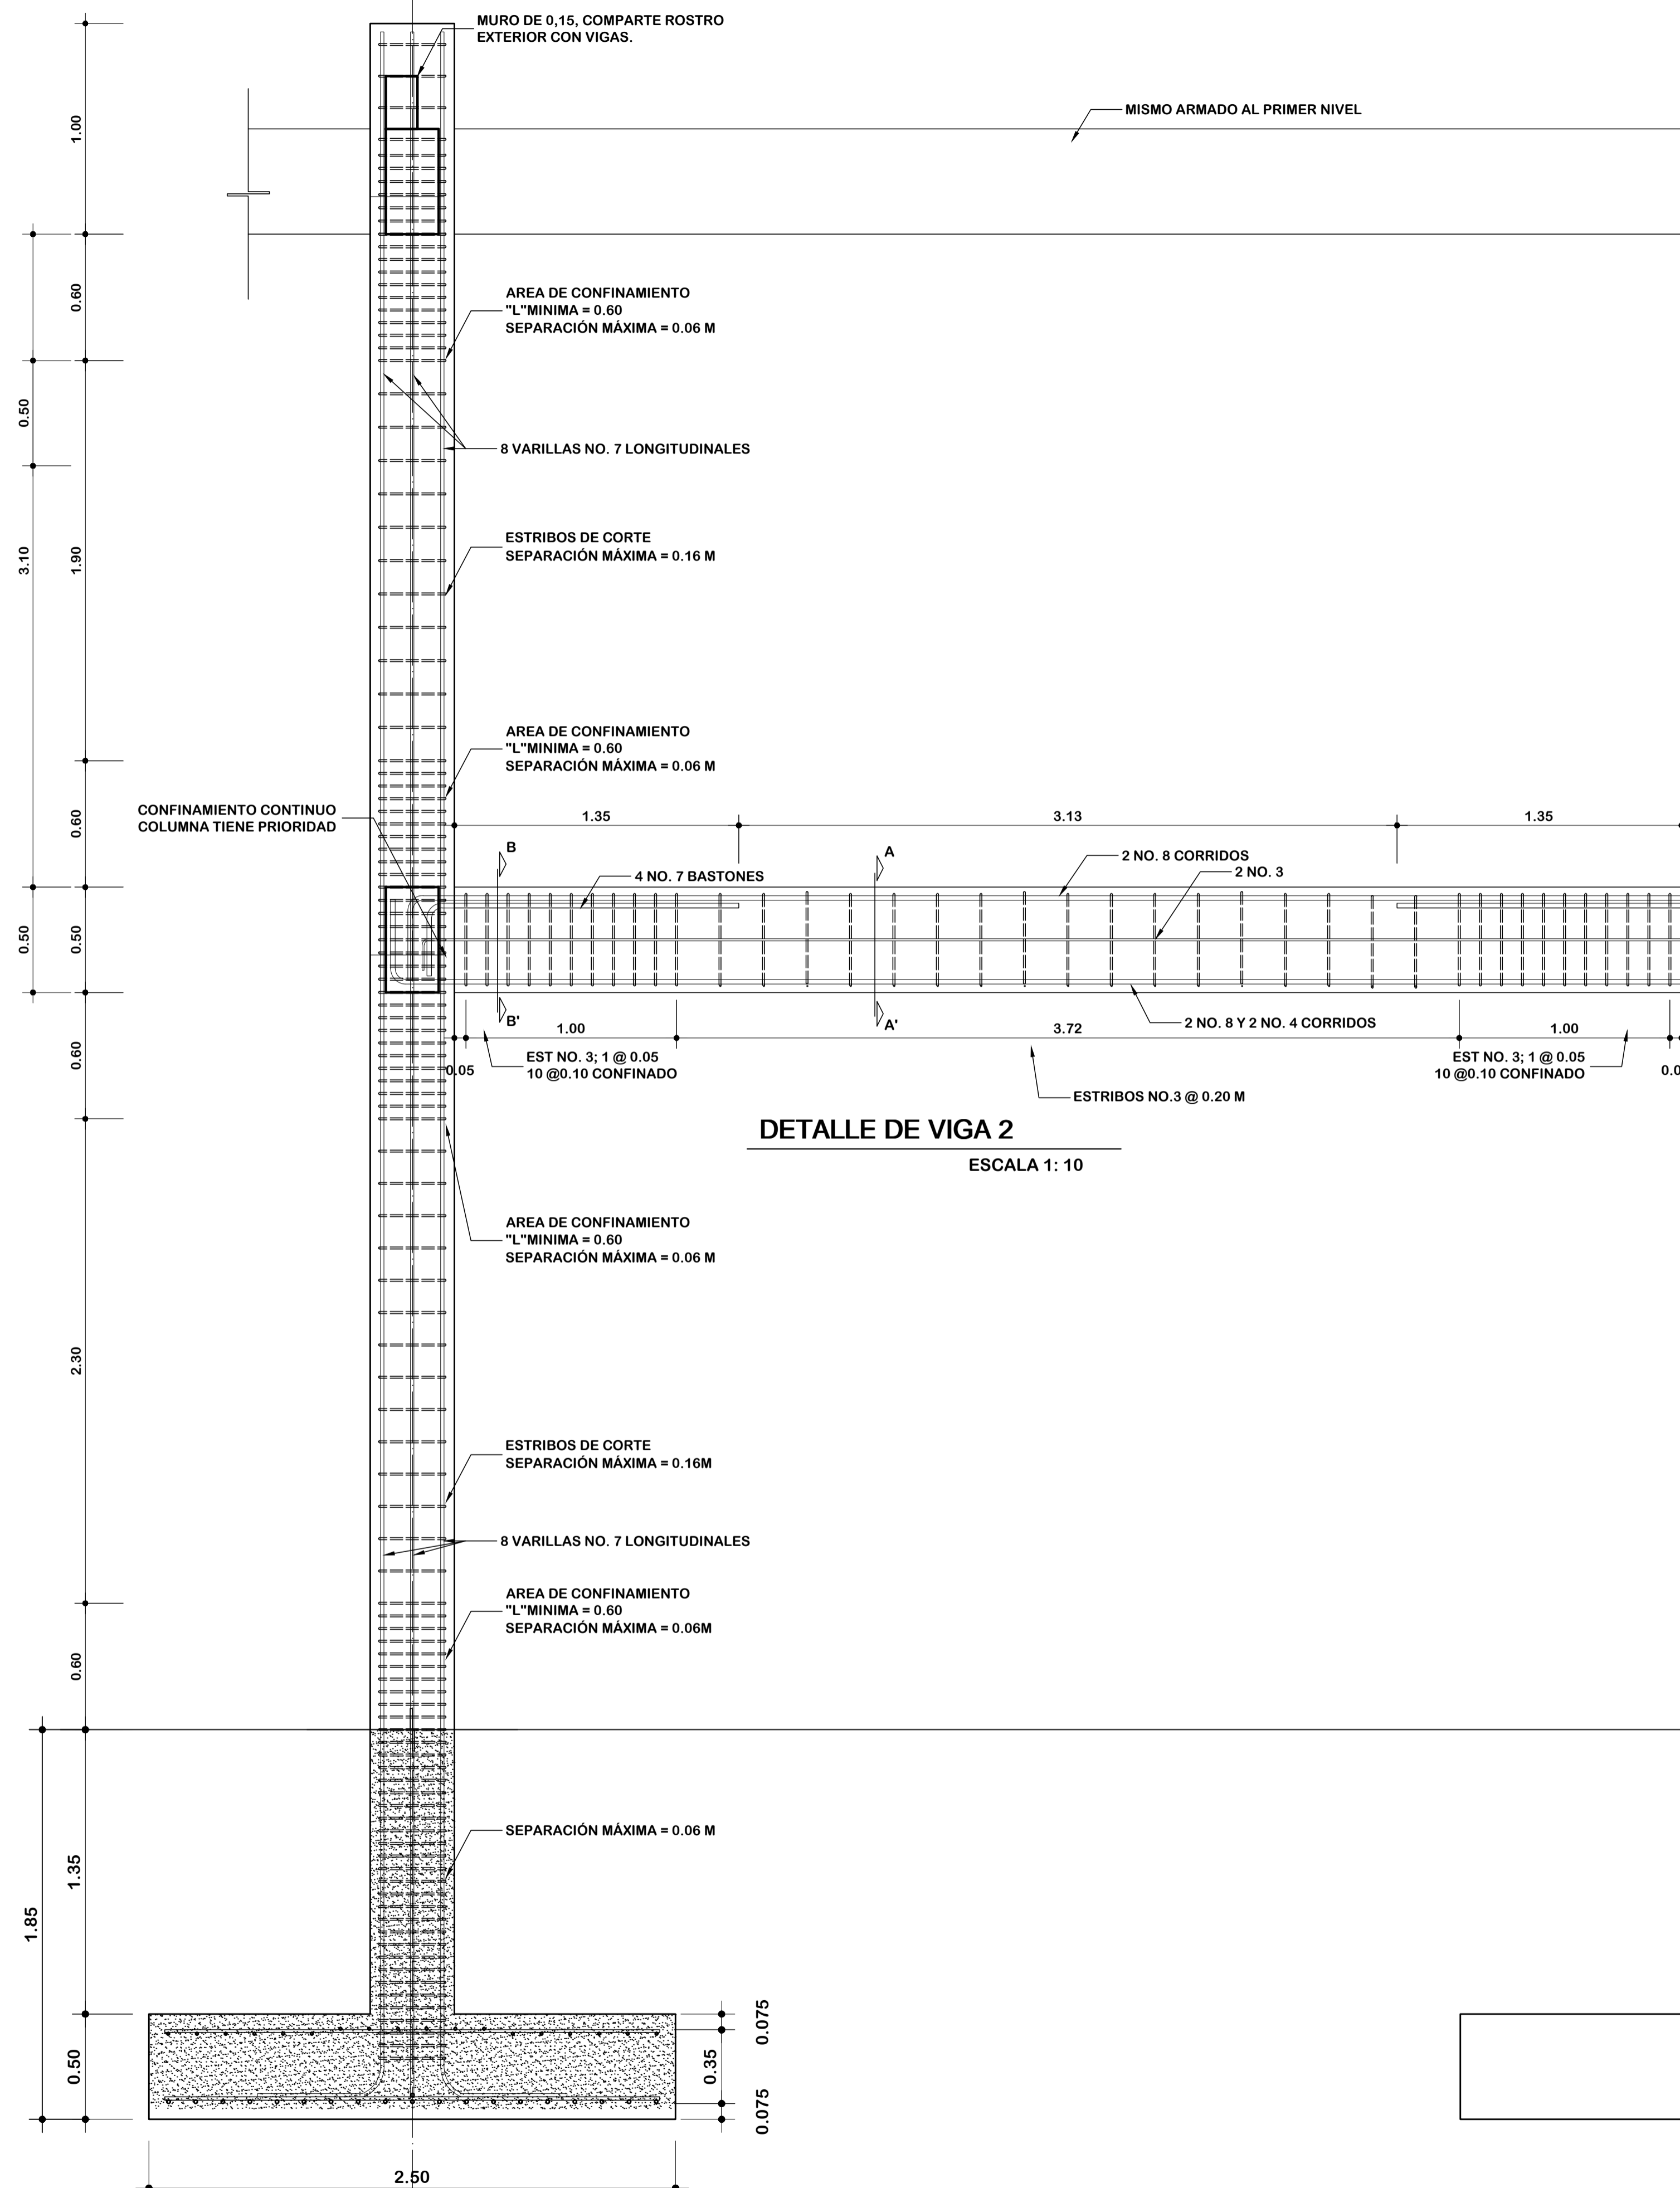 MURO DE 0,15, COMPARTE ROSTRO
EXTERIOR CON VIGAS.
MISMO ARMADO AL PRIMER NIVEL
1.00
0.60
AREA DE CONFINAMIENTO
"L"MINIMA = 0.60
SEPARACIÓN MÁXIMA = 0.06 M
0.50
8 VARILLAS NO. 7 LONGITUDINALES
3.10
1.90
ESTRIBOS DE CORTE
SEPARACIÓN MÁXIMA = 0.16 M
AREA DE CONFINAMIENTO
"L"MINIMA = 0.60
SEPARACIÓN MÁXIMA = 0.06 M
CONFINAMIENTO CONTINUO
COLUMNA TIENE PRIORIDAD
0.60
1.35
3.13
1.35
B
A
2 NO. 8 CORRIDOS
2 NO. 3
4 NO. 7 BASTONES
0.50
0.50
B'
A'
2 NO. 8 Y 2 NO. 4 CORRIDOS
1.00
3.72
1.00
0.60
0.05
EST NO. 3; 1 @ 0.05
10 @0.10 CONFINADO
EST NO. 3; 1 @ 0.05
10 @0.10 CONFINADO
ESTRIBOS NO.3 @ 0.20 M
DETALLE DE VIGA 2
ESCALA 1: 10
AREA DE CONFINAMIENTO
"L"MINIMA = 0.60
SEPARACIÓN MÁXIMA = 0.06 M
2.30
ESTRIBOS DE CORTE
SEPARACIÓN MÁXIMA = 0.16M
8 VARILLAS NO. 7 LONGITUDINALES
AREA DE CONFINAMIENTO
"L"MINIMA = 0.60
SEPARACIÓN MÁXIMA = 0.06M
0.60
SEPARACIÓN MÁXIMA = 0.06 M
1.35
1.85
0.50
0.075
0.35
0.075
2.50